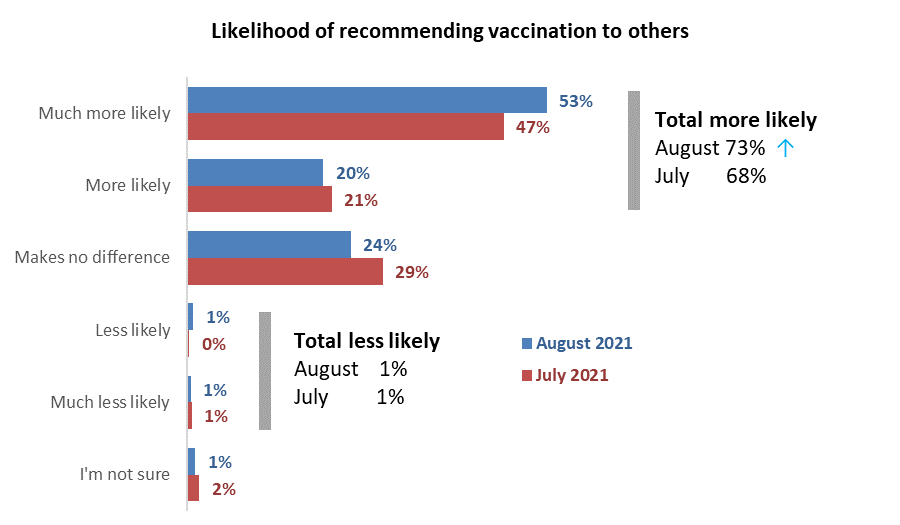 Likelihood of recommending vaccination to others
Much more likely
53%
47%
More likely
20%
21%
Makes no difference
24%
29%
Less likely
1%
0%
Much less likely
1%
1%
I'm not sure
1%
2%
Total more likely
August 73% ↑
July 68%
Total less likely
August 1%
July 1%
August 2021
July 2021